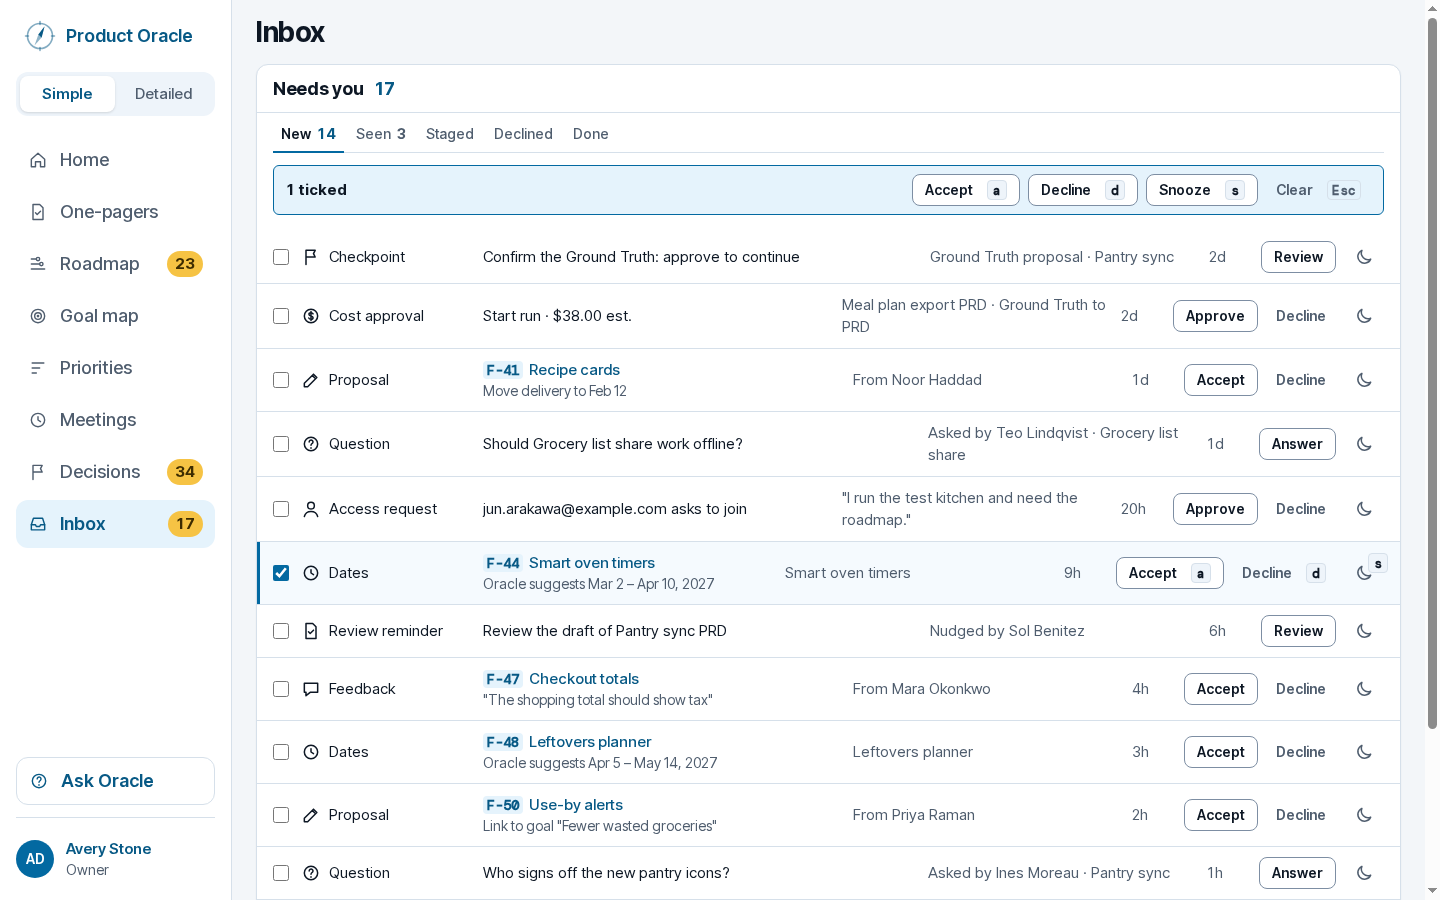 Product Oracle
Simple Detailed
Home
One-pagers
Roadmap 23
Goal map
Priorities
Meetings
Decisions 34
Inbox 17
Ask Oracle
AD Avery Stone
Owner
Inbox
Needs you 17
New 14 Seen 3 Staged Declined Done
1 ticked Accept a Decline d Snooze s Clear Esc
Checkpoint Confirm the Ground Truth: approve to continue Ground Truth proposal · Pantry sync 2d Review
Cost approval Start run · $38.00 est. Meal plan export PRD · Ground Truth to
PRD 2d Approve Decline
Proposal F-41 Recipe cards
Move delivery to Feb 12 From Noor Haddad 1d Accept Decline
Question Should Grocery list share work offline? Asked by Teo Lindqvist · Grocery list
share 1d Answer
Access request jun.arakawa@example.com asks to join "I run the test kitchen and need the
roadmap." 20h Approve Decline
Dates F-44 Smart oven timers
Oracle suggests Mar 2 – Apr 10, 2027 Smart oven timers 9h Accept a Decline d s
Review reminder Review the draft of Pantry sync PRD Nudged by Sol Benitez 6h Review
Feedback F-47 Checkout totals
"The shopping total should show tax" From Mara Okonkwo 4h Accept Decline
Dates F-48 Leftovers planner
Oracle suggests Apr 5 – May 14, 2027 Leftovers planner 3h Accept Decline
Proposal F-50 Use-by alerts
Link to goal "Fewer wasted groceries" From Priya Raman 2h Accept Decline
Question Who signs off the new pantry icons? Asked by Ines Moreau · Pantry sync 1h Answer